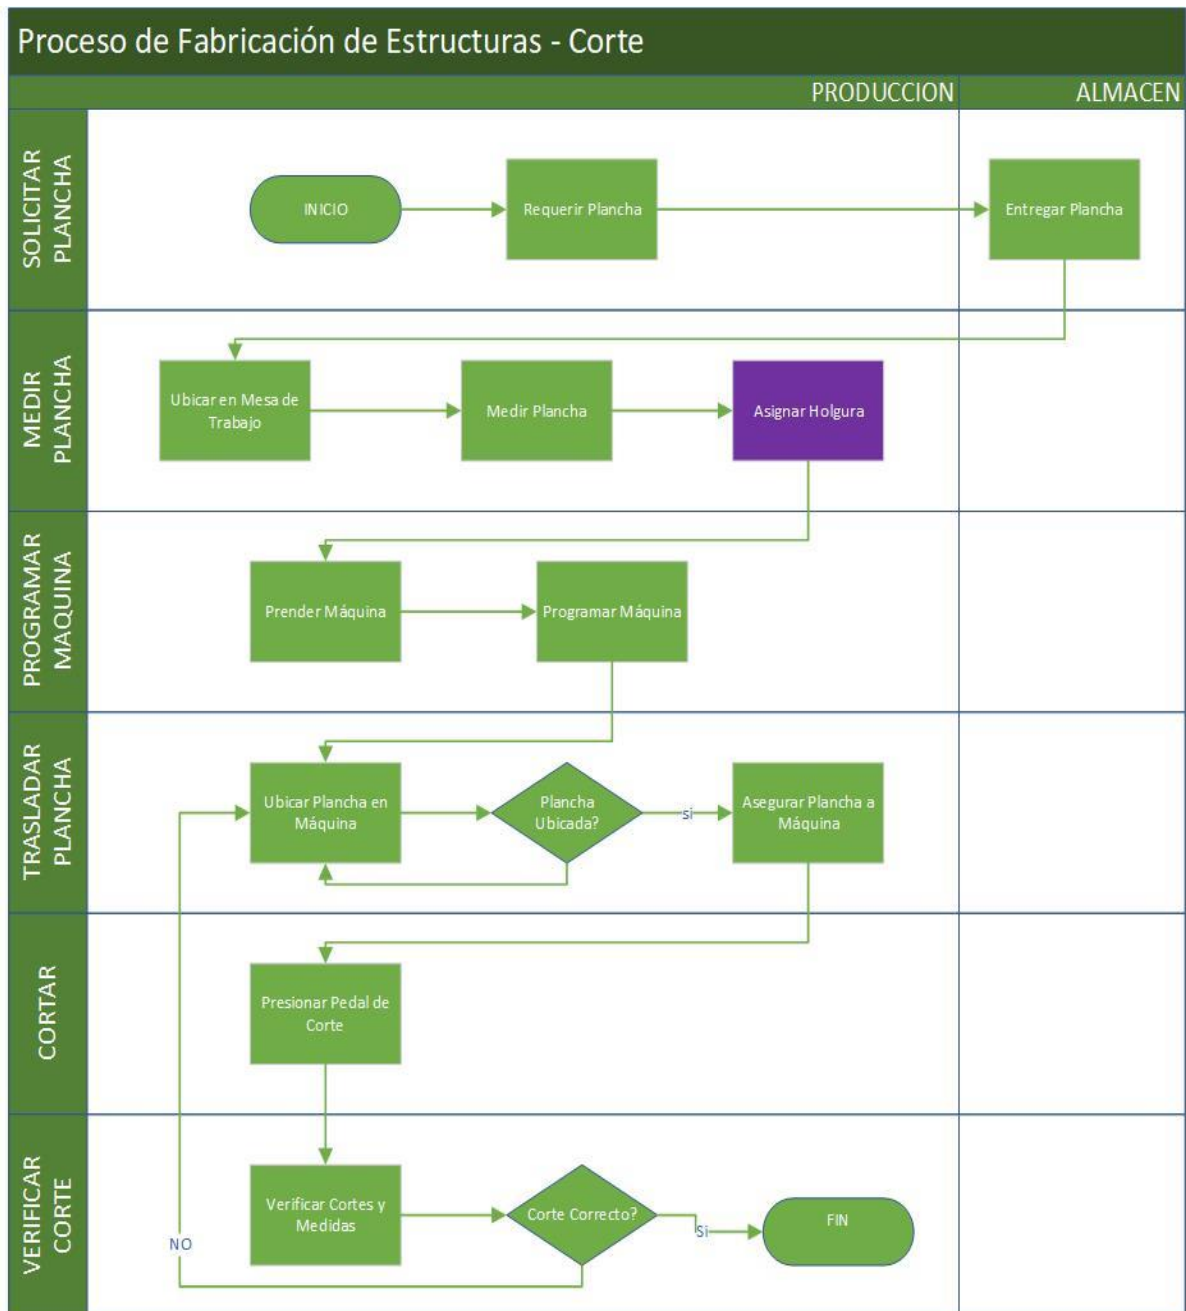 Proceso de Fabricación de Estructuras - Corte
PRODUCCION
ALMACEN
SOLICITAR
PLANCHA
INICIO
Requerir Plancha
Entregar Plancha
MEDIR
PLANCHA
Ubicar en Mesa de
Trabajo
Medir Plancha
Asignar Holgura
PROGRAMAR
MAQUINA
Prender Máquina
Programar Máquina
TRASLADAR
PLANCHA
Ubicar Plancha en
Máquina
Plancha
Ubicada?
si
Asegurar Plancha a
Máquina
CORTAR
Presionar Pedal de
Corte
VERIFICAR
CORTE
Verificar Cortes y
Medidas
Corte Correcto?
Si
FIN
NO